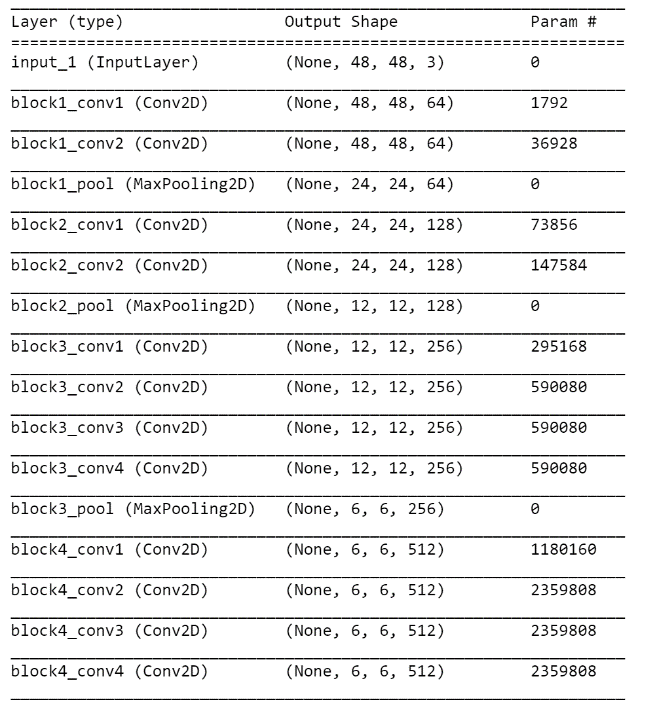 Layer (type) Output Shape Param #
=================================================================
input_1 (InputLayer) (None, 48, 48, 3) 0
block1_conv1 (Conv2D) (None, 48, 48, 64) 1792
block1_conv2 (Conv2D) (None, 48, 48, 64) 36928
block1_pool (MaxPooling2D) (None, 24, 24, 64) 0
block2_conv1 (Conv2D) (None, 24, 24, 128) 73856
block2_conv2 (Conv2D) (None, 24, 24, 128) 147584
block2_pool (MaxPooling2D) (None, 12, 12, 128) 0
block3_conv1 (Conv2D) (None, 12, 12, 256) 295168
block3_conv2 (Conv2D) (None, 12, 12, 256) 590080
block3_conv3 (Conv2D) (None, 12, 12, 256) 590080
block3_conv4 (Conv2D) (None, 12, 12, 256) 590080
block3_pool (MaxPooling2D) (None, 6, 6, 256) 0
block4_conv1 (Conv2D) (None, 6, 6, 512) 1180160
block4_conv2 (Conv2D) (None, 6, 6, 512) 2359808
block4_conv3 (Conv2D) (None, 6, 6, 512) 2359808
block4_conv4 (Conv2D) (None, 6, 6, 512) 2359808